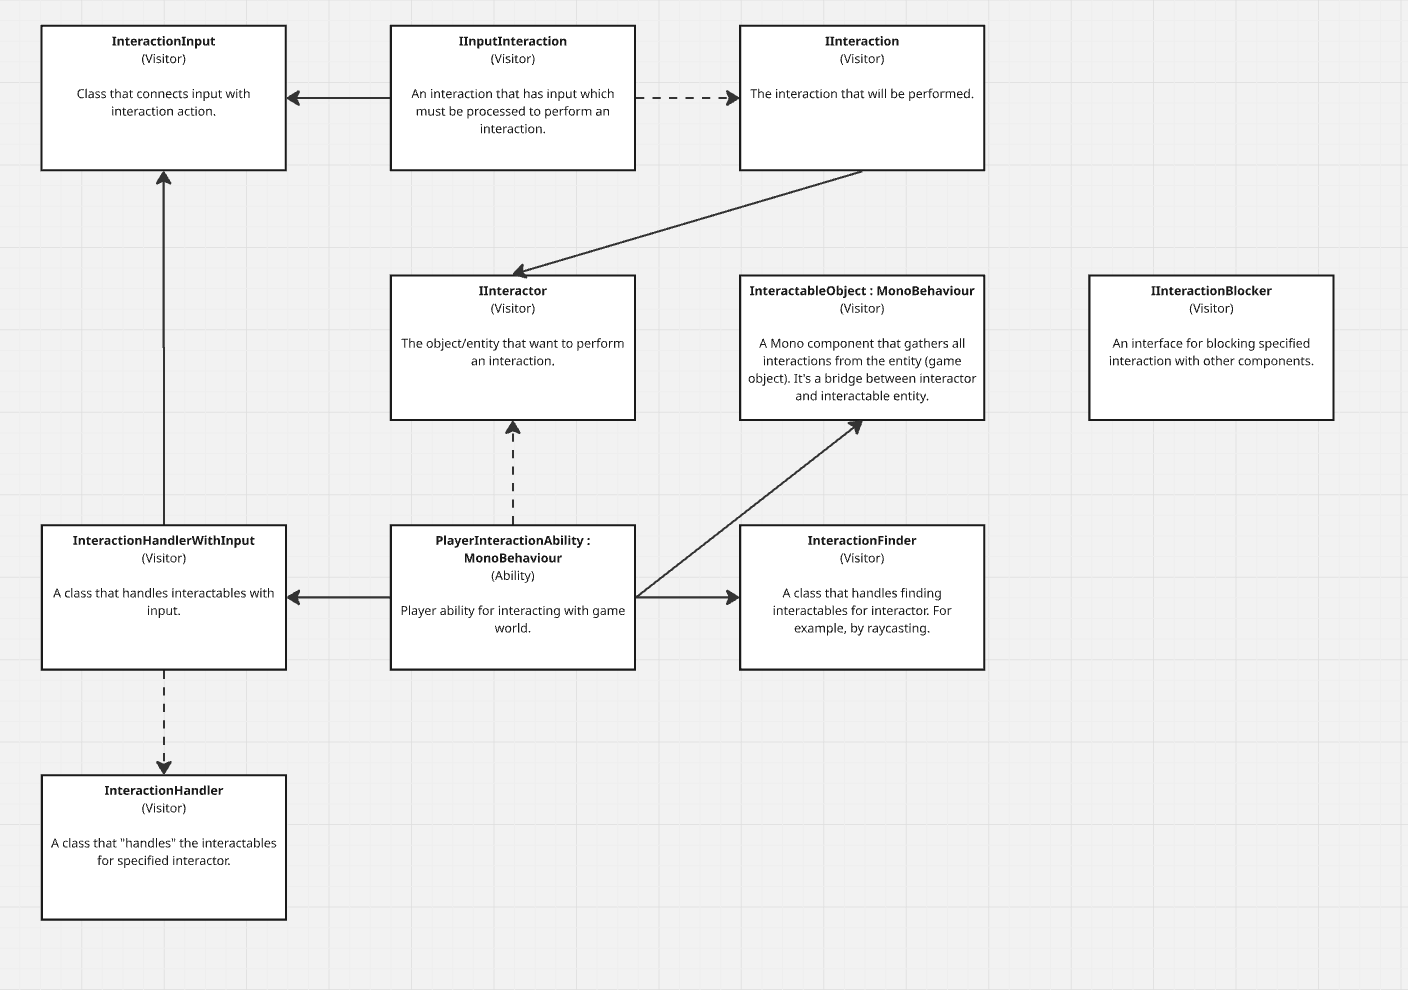 InteractionInput
(Visitor)
Class that connects input with
interaction action.
IInputInteraction
(Visitor)
An interaction that has input which
must be processed to perform an
interaction.
IInteraction
(Visitor)
The interaction that will be performed.
IInteractor
(Visitor)
The object/entity that want to perform
an interaction.
InteractableObject : MonoBehaviour
(Visitor)
A Mono component that gathers all
interactions from the entity (game
object). It's a bridge between interactor
and interactable entity.
IInteractionBlocker
(Visitor)
An interface for blocking specified
interaction with other components.
InteractionHandlerWithInput
(Visitor)
A class that handles interactables with
input.
PlayerInteractionAbility :
MonoBehaviour
(Ability)
Player ability for interacting with game
world.
InteractionFinder
(Visitor)
A class that handles finding
interactables for interactor. For
example, by raycasting.
InteractionHandler
(Visitor)
A class that "handles" the interactables
for specified interactor.